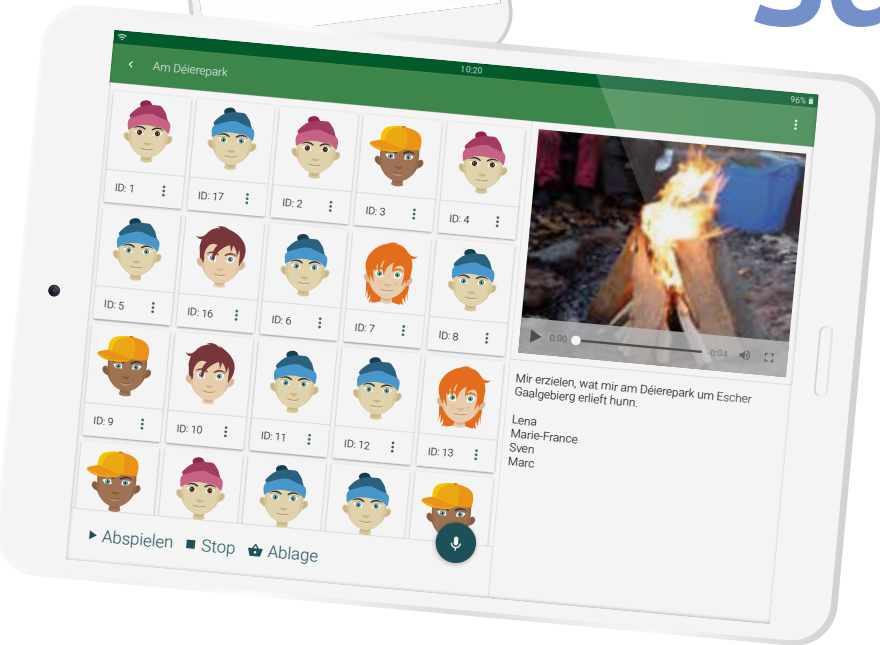 10:20
96%
Am Déierepark
ID: 1
ID: 17
ID: 2
ID: 3
ID: 4
ID: 5
ID: 16
ID: 6
ID: 7
ID: 8
ID: 9
ID: 10
ID: 11
ID: 12
ID: 13
0:00
-0:04
Mir erzielen, wat mir am Déierepark um Escher
Gaalgebierg erlieft hunn.
Lena
Marie-France
Sven
Marc
Abspielen Stop Ablage